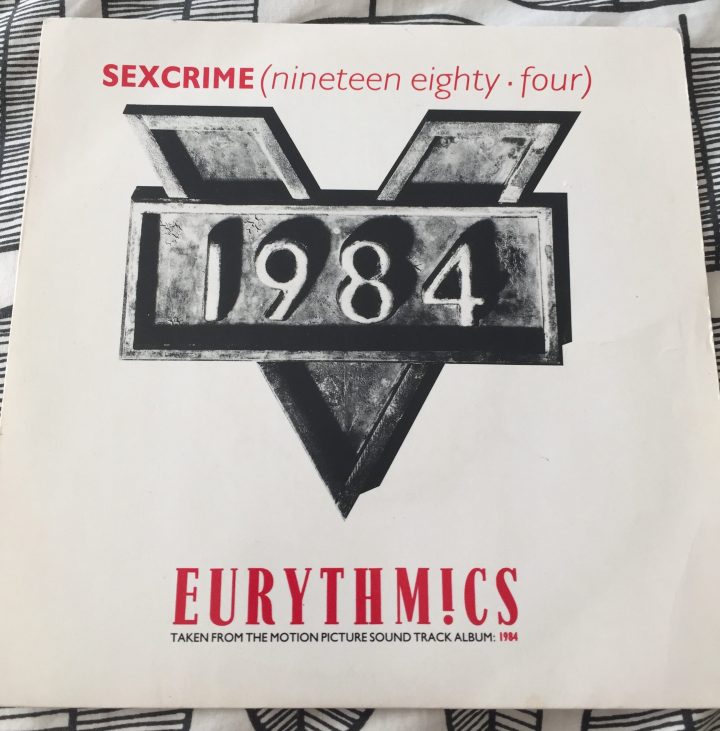 SEXCRIME (nineteen eighty · four)
1984
EURYTHM!CS
TAKEN FROM THE MOTION PICTURE SOUND TRACK ALBUM: 1984